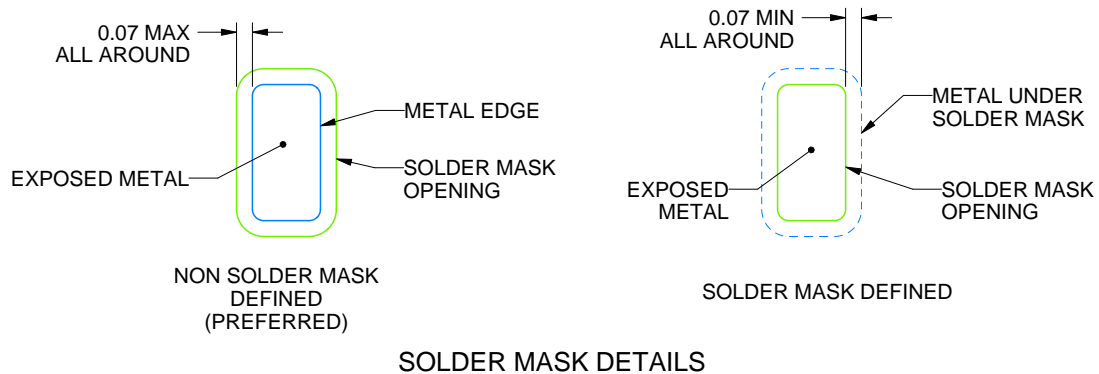 0.07 MAX
ALL AROUND
METAL EDGE
EXPOSED METAL
SOLDER MASK
OPENING
NON SOLDER MASK
DEFINED
(PREFERRED)
0.07 MIN
ALL AROUND
METAL UNDER
SOLDER MASK
EXPOSED
METAL
SOLDER MASK
OPENING
SOLDER MASK DEFINED
SOLDER MASK DETAILS